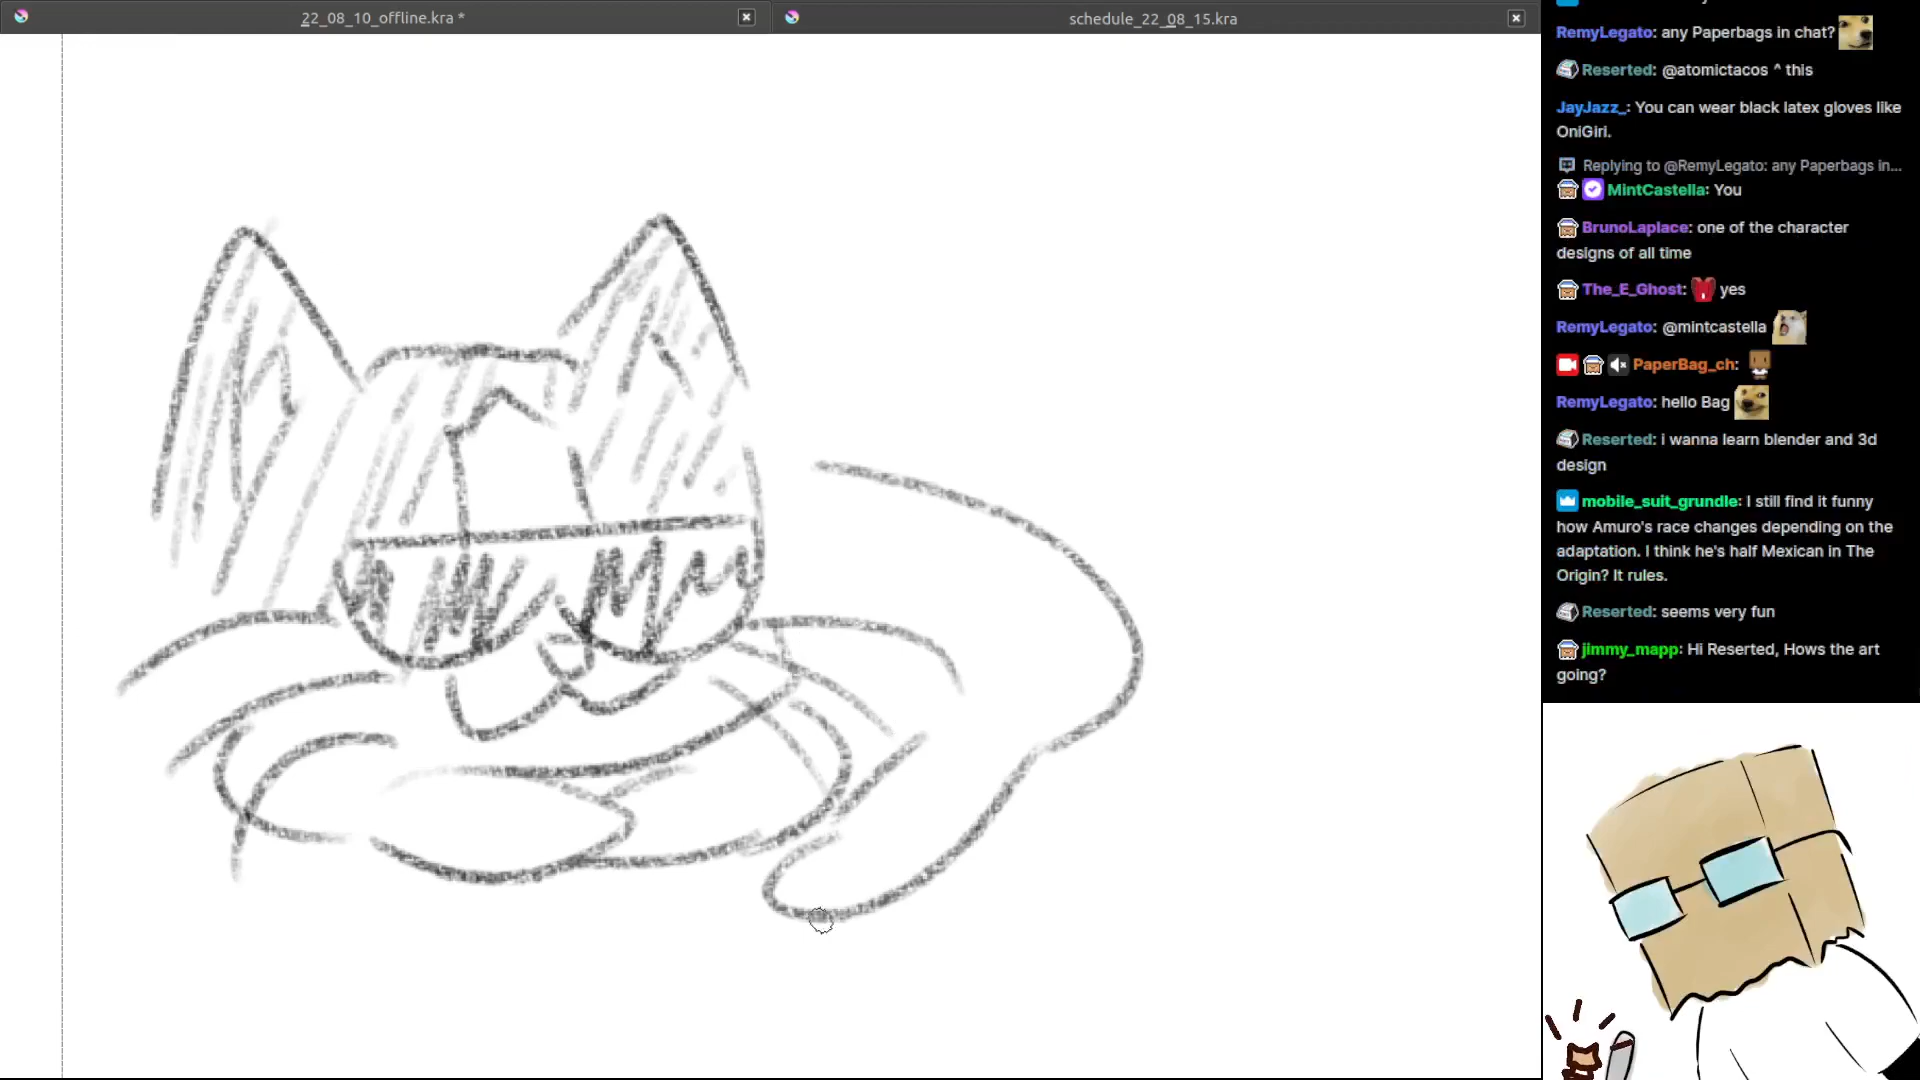 22_08_10_offline.kra *
schedule_22_08_15.kra
RemyLegato: any Paperbags in chat?
Reserted: @atomictacos ^ this
JayJazz_: You can wear black latex gloves like
OniGiri.
Replying to @RemyLegato: any Paperbags in...
MintCastella: You
BrunoLaplace: one of the character
designs of all time
The_E_Ghost: yes
RemyLegato: @mintcastella
PaperBag_ch:
RemyLegato: hello Bag
Reserted: i wanna learn blender and 3d
design
mobile_suit_grundle: I still find it funny
how Amuro's race changes depending on the
adaptation. I think he's half Mexican in The
Origin? It rules.
Reserted: seems very fun
jimmy_mapp: Hi Reserted, Hows the art
going?